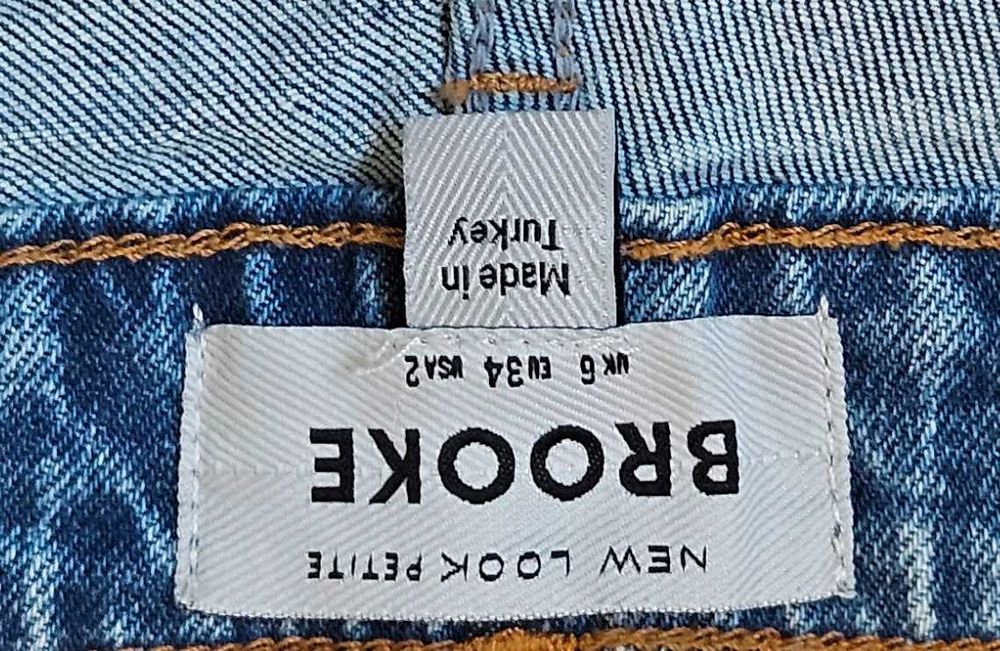 NEW LOOK PETITE
BROOKE
UK 6 EU 34 USA 2
Made in
Turkey